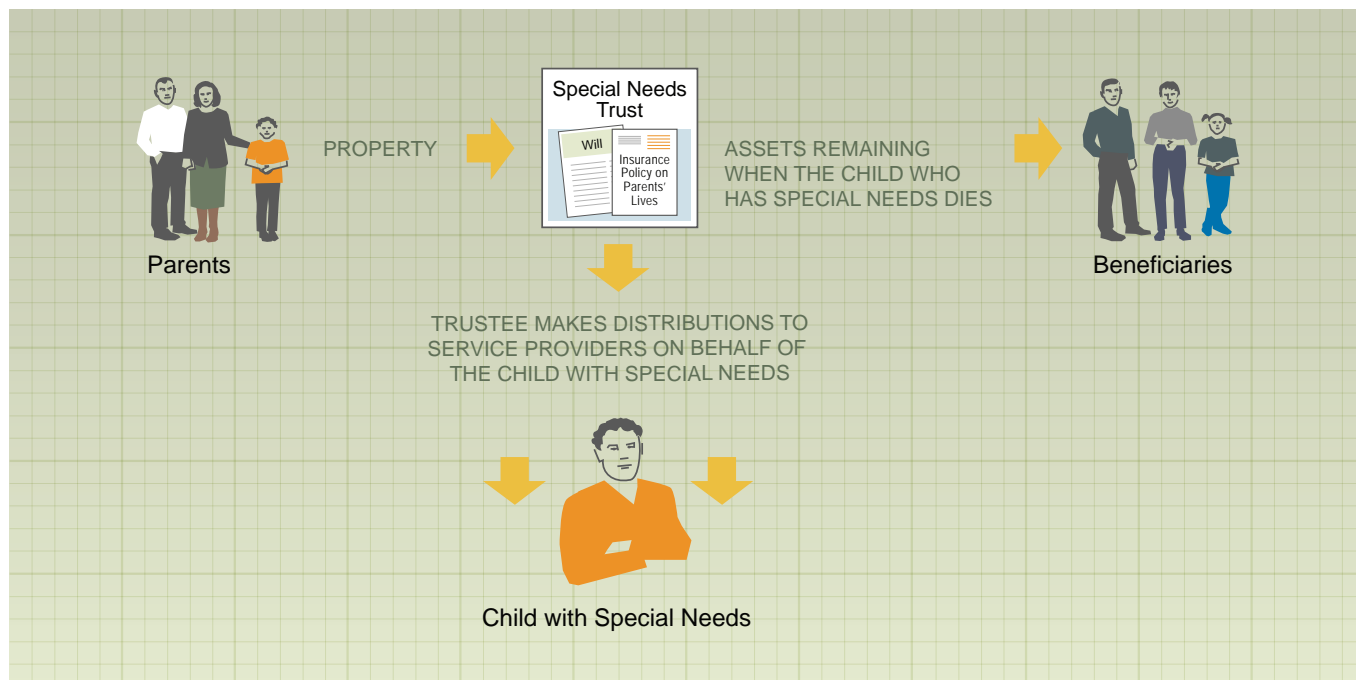 Special Needs
Trust
Will
Insurance
Policy on
Parents'
Lives
PROPERTY
ASSETS REMAINING
WHEN THE CHILD WHO
HAS SPECIAL NEEDS DIES
Parents
Beneficiaries
TRUSTEE MAKES DISTRIBUTIONS TO
SERVICE PROVIDERS ON BEHALF OF
THE CHILD WITH SPECIAL NEEDS
Child with Special Needs